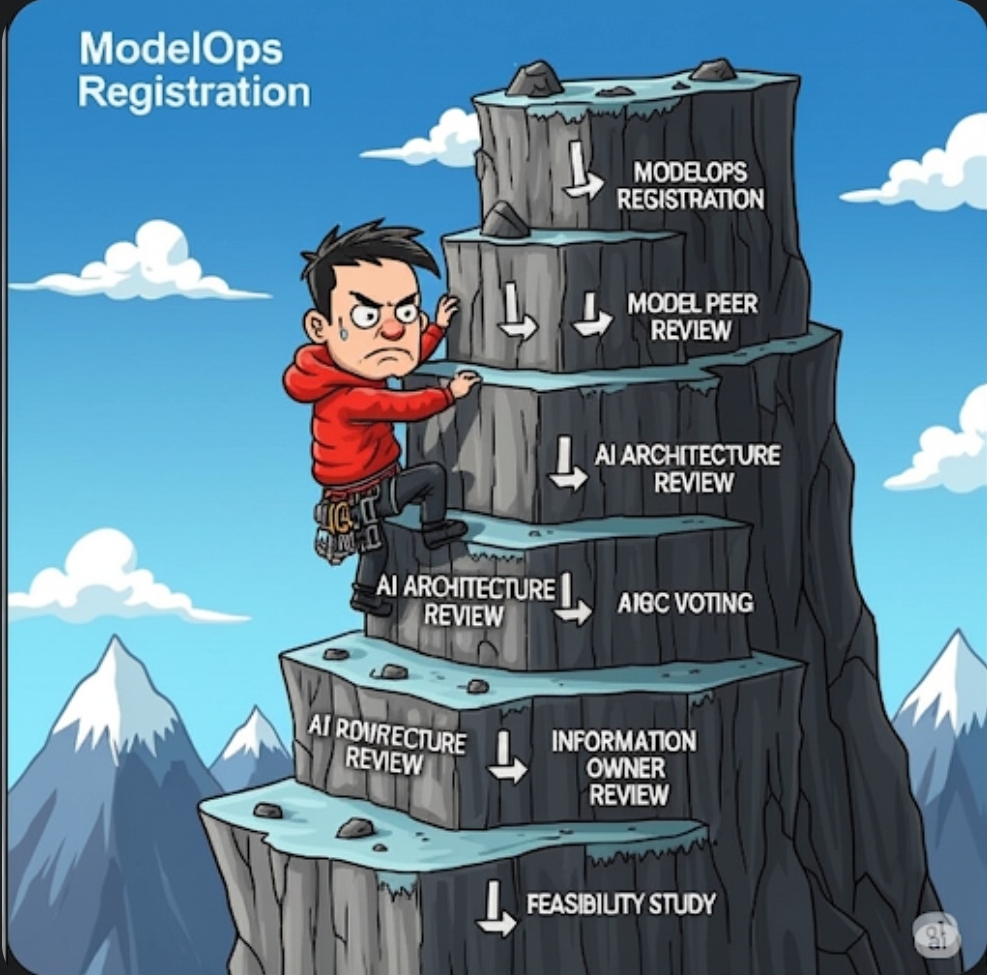 ModelOps
Registration
MODELOPS
REGISTRATION
MODEL PEER
REVIEW
AI ARCHITECTURE
REVIEW
AI ARCHITECTURE
REVIEW
AIGC VOTING
AI ROWRECTURE
REVIEW
INFORMATION
OWNER
REVIEW
FEASIBILITY STUDY